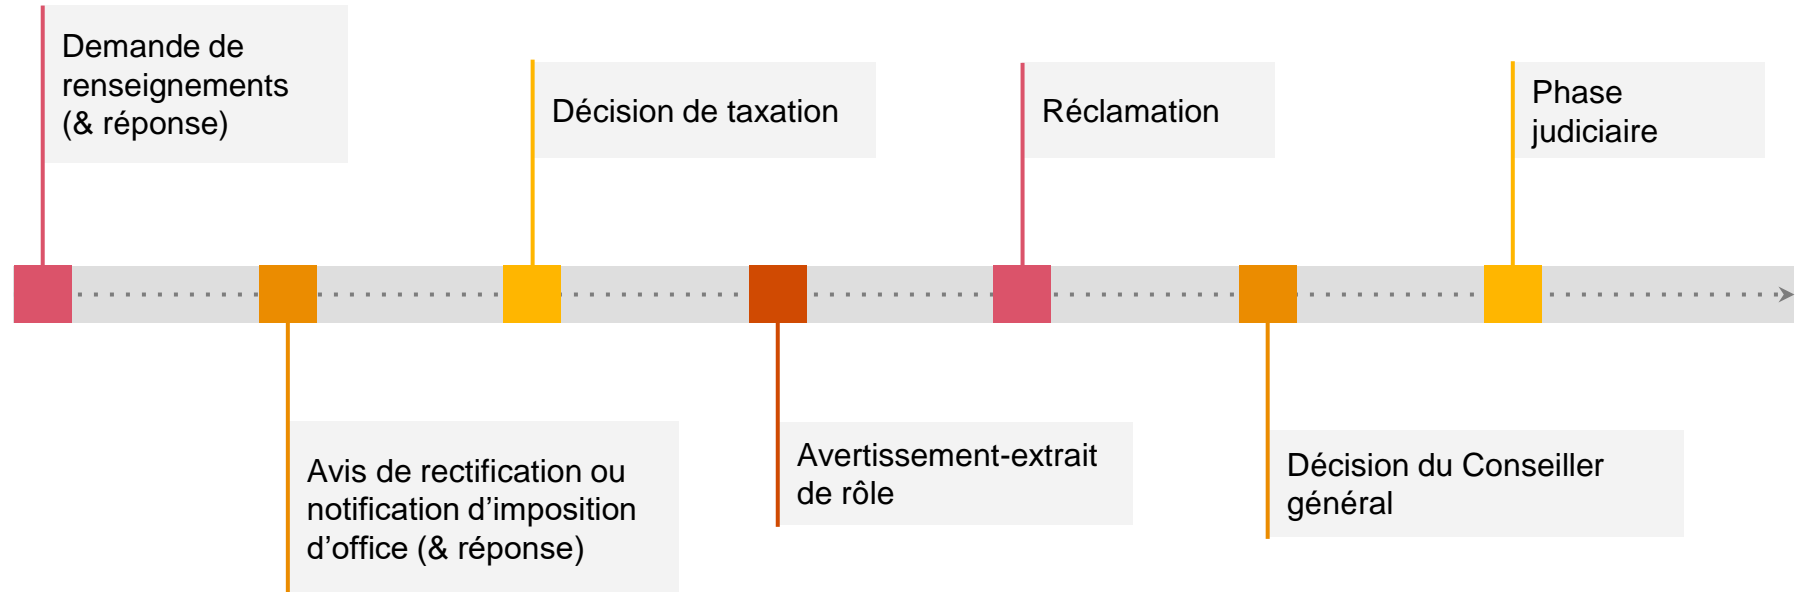 Demande de
renseignements
(& réponse)
Avis de rectification ou
notification d’imposition
d’office (& réponse)
Décision de taxation
Avertissement-extrait
de rôle
Réclamation
Décision du Conseiller
général
Phase
judiciaire